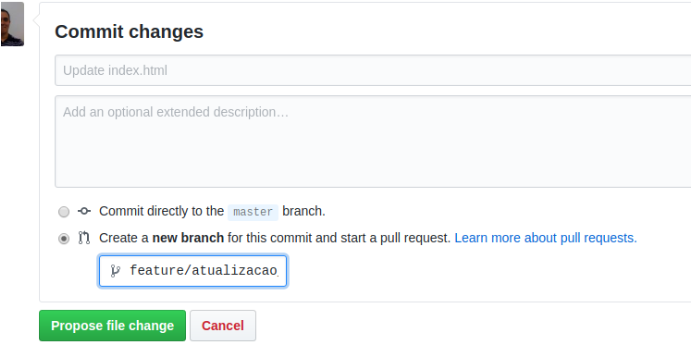 Commit changes
Update index.html
Add an optional extended description…
Commit directly to the master branch.
Create a new branch for this commit and start a pull request. Learn more about pull requests.
feature/atualizacao
Propose file change
Cancel